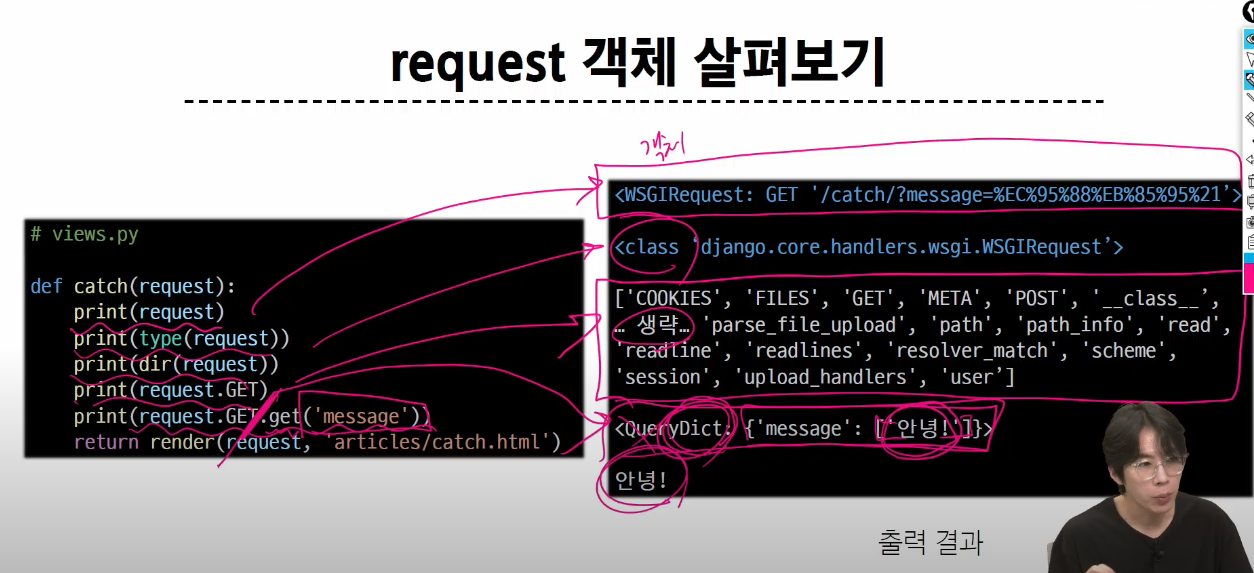 request 객체 살펴보기
객체
# views.py
def catch(request):
print(request)
print(type(request))
print(dir(request))
print(request.GET)
print(request.GET.get('message'))
return render(request, 'articles/catch.html')
<WSGIRequest: GET '/catch/?message=%EC%95%88%EB%85%95%21’>
<class ‘django.core.handlers.wsgi.WSGIRequest’>
['COOKIES', 'FILES', 'GET', 'META', 'POST', '__class__’,
… 생략… 'parse_file_upload', 'path', 'path_info', 'read',
'readline', 'readlines', 'resolver_match', 'scheme',
'session', 'upload_handlers', 'user’]
<QueryDict: {'message': ['안녕!']}>
안녕!
출력 결과